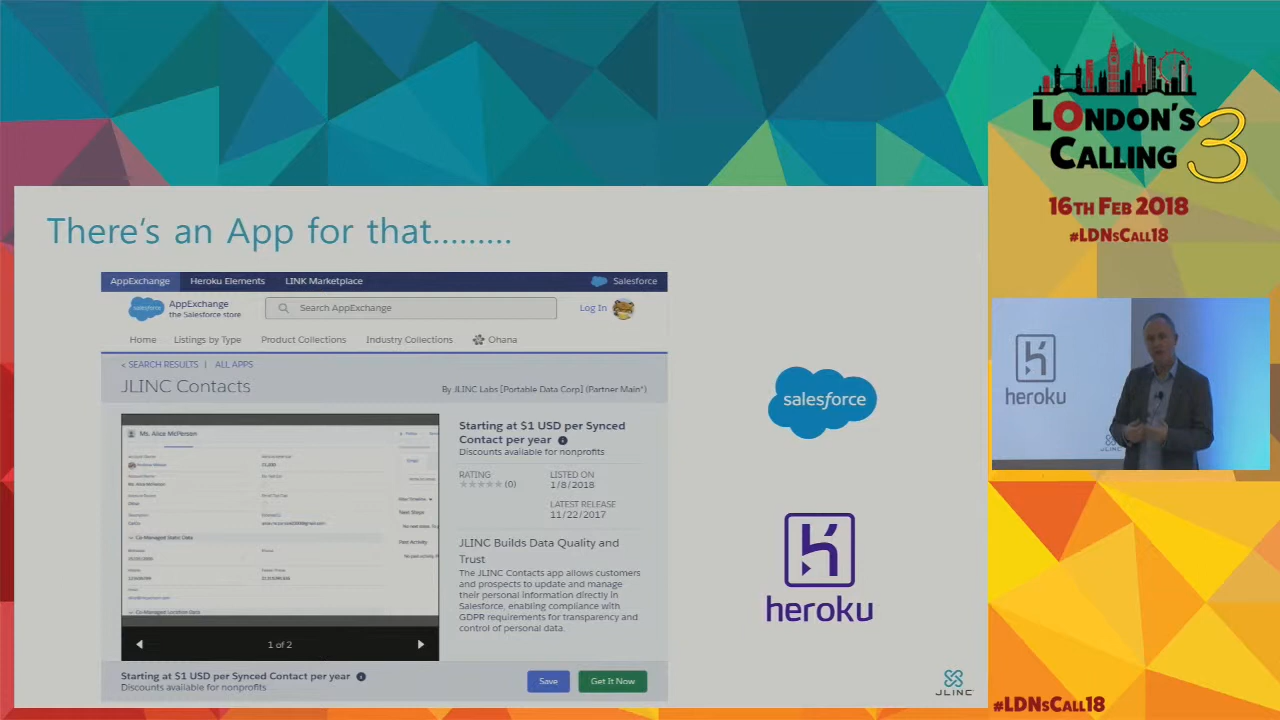 There's an App for that.........
AppExchange Heroku Elements LINK Marketplace Salesforce
salesforce AppExchange
the Salesforce store
Search AppExchange
Log In
Home Listings by Type Product Collections Industry Collections Ohana
< SEARCH RESULTS | ALL APPS
JLINC Contacts
By JLINC Labs [Portable Data Corp] (Partner Main*)
Ms. Alice McPherson
Starting at $1 USD per Synced
Contact per year
Discounts available for nonprofits
RATING
(0)
LISTED ON
1/8/2018
LATEST RELEASE
11/22/2017
JLINC Builds Data Quality and
Trust
The JLINC Contacts app allows customers
and prospects to update and manage
their personal information directly in
Salesforce, enabling compliance with
GDPR requirements for transparency and
control of personal data.
1 of 2
Starting at $1 USD per Synced Contact per year
Discounts available for nonprofits
Save
Get It Now
salesforce
heroku
JLINC
LONDON'S
CALLING 3
16TH FEB 2018
#LDNSCALL18
heroku
JLINC
#LDNSCALL18